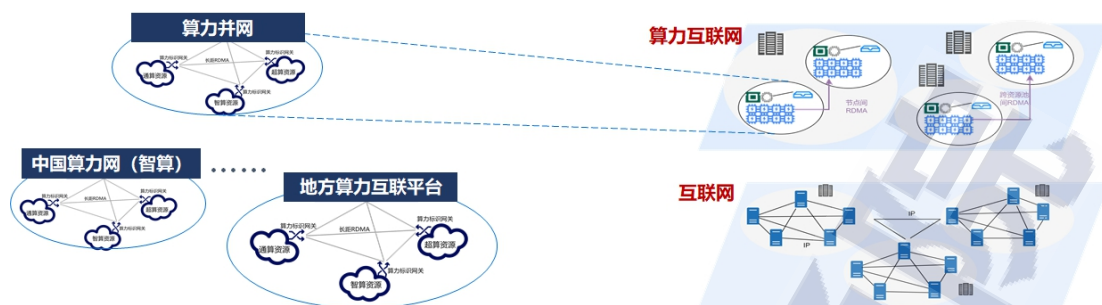 算力并网
算力标识网关
算力标识网关
长距RDMA
通算资源
超算资源
算力标识网关
智算资源
中国算力网（智算）
······
算力标识网关
算力标识网关
长距RDMA
通算资源
超算资源
算力标识网关
智算资源
地方算力互联平台
算力标识网关
算力标识网关
长距RDMA
通算资源
超算资源
算力标识网关
智算资源
算力互联网
节点间
RDMA
跨资源池
间RDMA
互联网
IP
IP